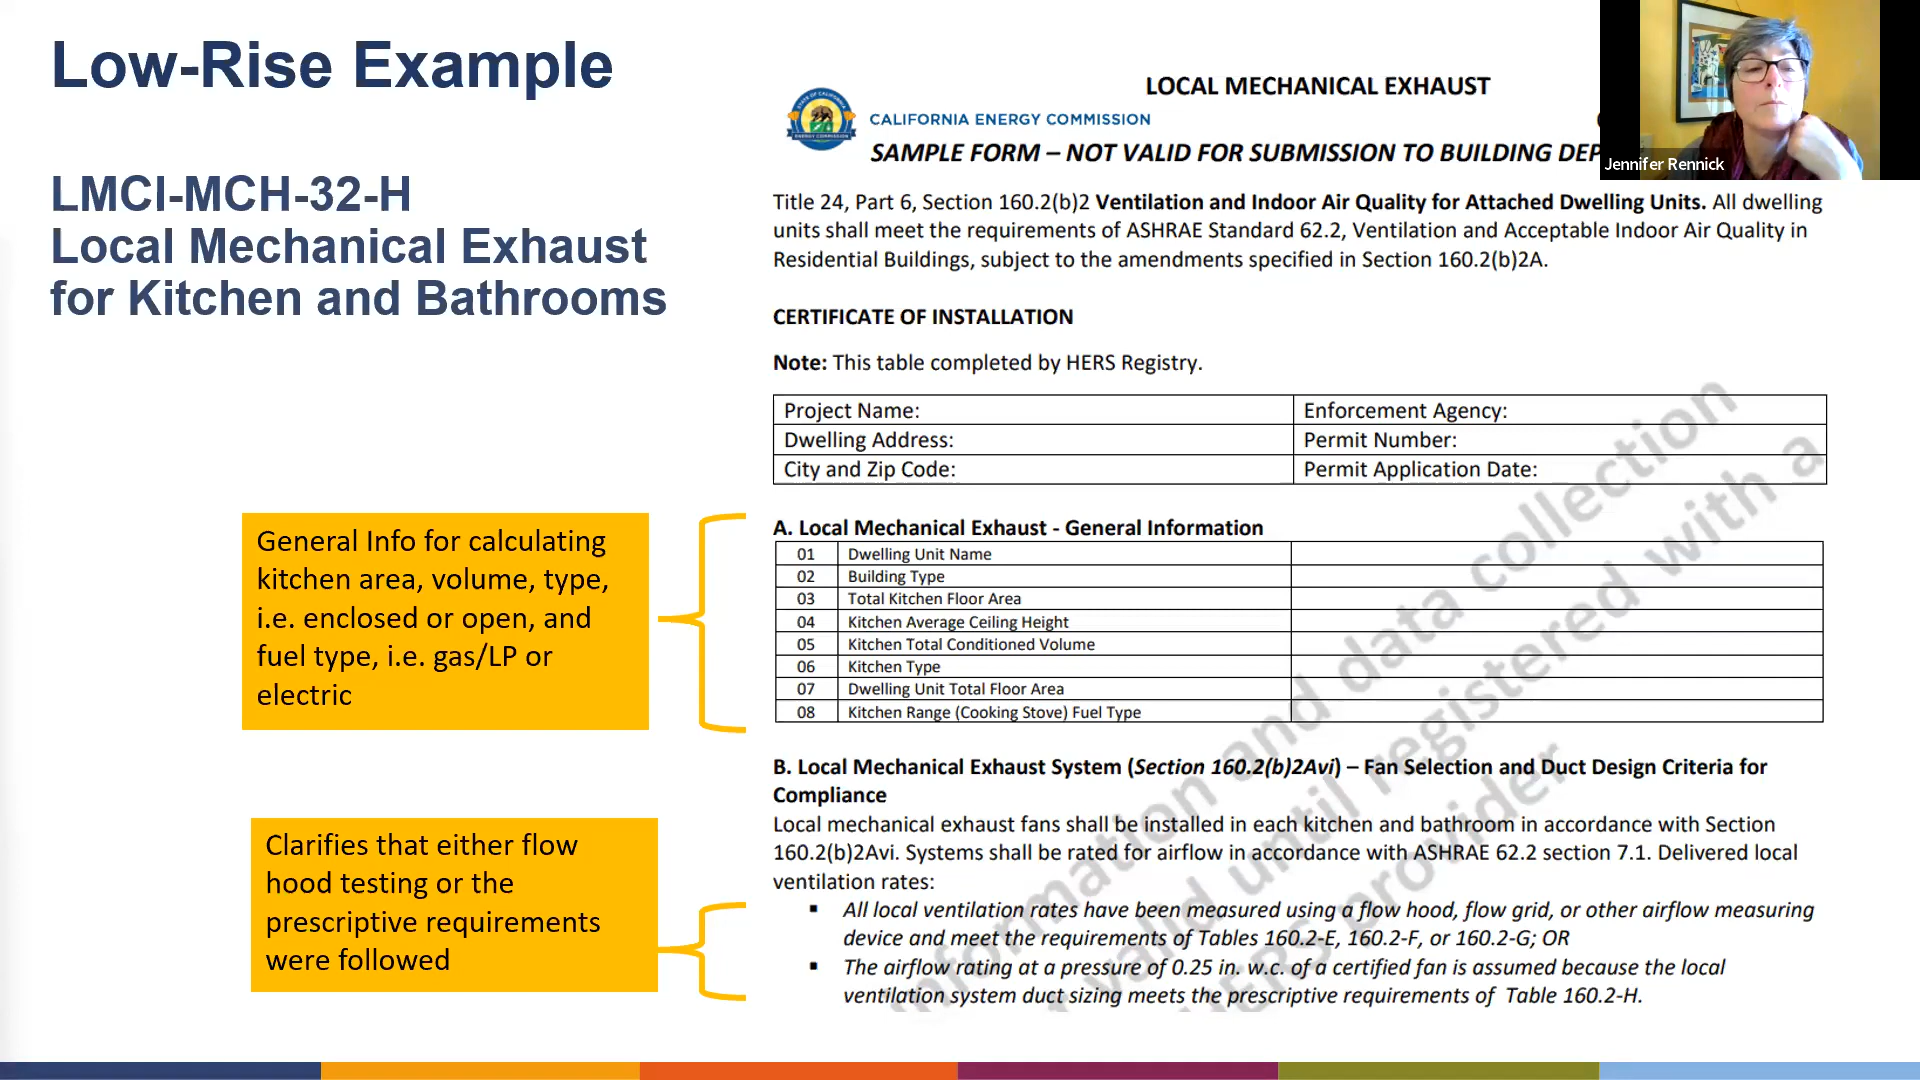 Low-Rise Example
LMCI-MCH-32-H
Local Mechanical Exhaust
for Kitchen and Bathrooms
General Info for calculating
kitchen area, volume, type,
i.e. enclosed or open, and
fuel type, i.e. gas/LP or
electric
Clarifies that either flow
hood testing or the
prescriptive requirements
were followed
LOCAL MECHANICAL EXHAUST
CALIFORNIA ENERGY COMMISSION
SAMPLE FORM – NOT VALID FOR SUBMISSION TO BUILDING DEP
Jennifer Rennick
Title 24, Part 6, Section 160.2(b)2 Ventilation and Indoor Air Quality for Attached Dwelling Units. All dwelling
units shall meet the requirements of ASHRAE Standard 62.2, Ventilation and Acceptable Indoor Air Quality in
Residential Buildings, subject to the amendments specified in Section 160.2(b)2A.
CERTIFICATE OF INSTALLATION
Note: This table completed by HERS Registry.
Project Name: Enforcement Agency:
Dwelling Address: Permit Number:
City and Zip Code: Permit Application Date:
A. Local Mechanical Exhaust - General Information
01 Dwelling Unit Name
02 Building Type
03 Total Kitchen Floor Area
04 Kitchen Average Ceiling Height
05 Kitchen Total Conditioned Volume
06 Kitchen Type
07 Dwelling Unit Total Floor Area
08 Kitchen Range (Cooking Stove) Fuel Type
B. Local Mechanical Exhaust System (Section 160.2(b)2Avi) – Fan Selection and Duct Design Criteria for
Compliance
Local mechanical exhaust fans shall be installed in each kitchen and bathroom in accordance with Section
160.2(b)2Avi. Systems shall be rated for airflow in accordance with ASHRAE 62.2 section 7.1. Delivered local
ventilation rates:
▪ All local ventilation rates have been measured using a flow hood, flow grid, or other airflow measuring
device and meet the requirements of Tables 160.2-E, 160.2-F, or 160.2-G; OR
▪ The airflow rating at a pressure of 0.25 in. w.c. of a certified fan is assumed because the local
ventilation system duct sizing meets the prescriptive requirements of Table 160.2-H.
information and data collection
valid until registered with a
HERS provider